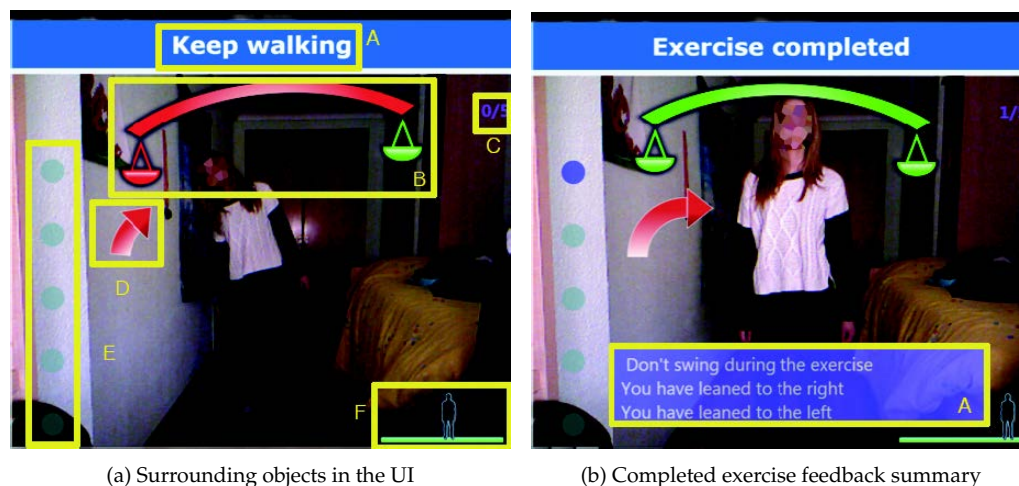 Keep walking
A
0/5
B
C
D
E
F
(a) Surrounding objects in the UI
Exercise completed
1/
Don't swing during the exercise
You have leaned to the right
You have leaned to the left
A
(b) Completed exercise feedback summary